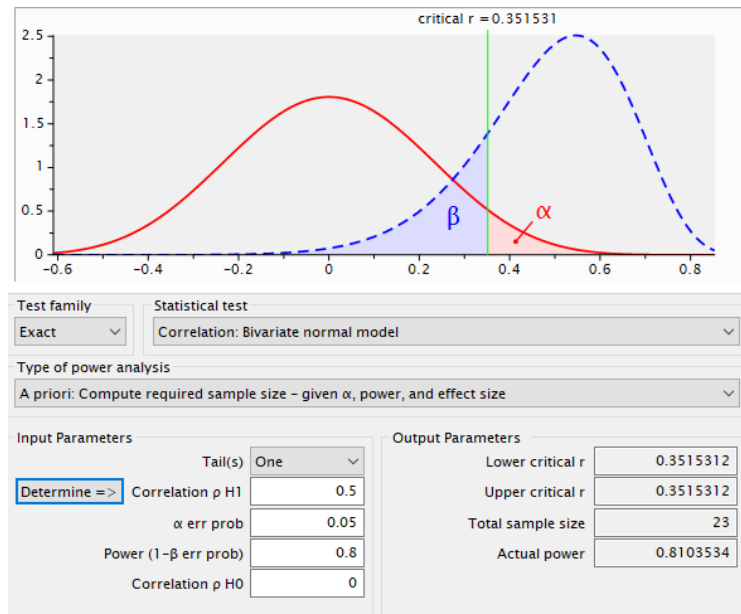 critical r = 0.351531
2.5
2
1.5
1
0.5
0
β
α
-0.6 -0.4 -0.2 0 0.2 0.4 0.6 0.8
Test family Statistical test
Exact Correlation: Bivariate normal model
Type of power analysis
A priori: Compute required sample size – given α, power, and effect size
Input Parameters Output Parameters
Tail(s) One Lower critical r 0.3515312
Determine => Correlation ρ H1 0.5 Upper critical r 0.3515312
α err prob 0.05 Total sample size 23
Power (1-β err prob) 0.8 Actual power 0.8103534
Correlation ρ H0 0